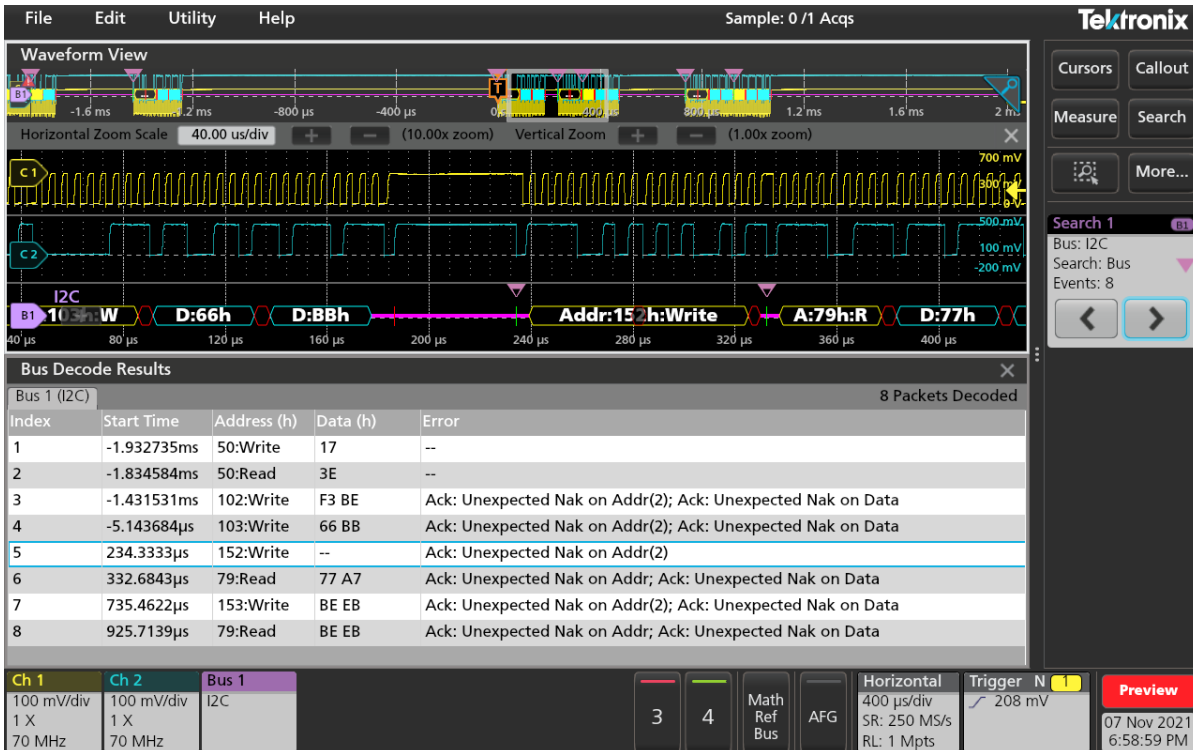 File Edit Utility Help Sample: 0 /1 Acqs Tektronix
Waveform View
B1 T
-1.6 ms -800 µs -400 µs 1.2 ms 1.6 ms
Horizontal Zoom Scale 40.00 us/div + − (10.00x zoom) Vertical Zoom + − (1.00x zoom)
Cursors Callout
Measure Search
More...
C 1 700 mV
300 mV
0 V
C 2 500 mV
100 mV
-200 mV
I2C
B1 103h:W D:66h D:BBh Addr:152h:Write A:79h:R D:77h
40 µs 80 µs 120 µs 160 µs 200 µs 240 µs 280 µs 320 µs 360 µs 400 µs
Search 1 B1
Bus: I2C
Search: Bus
Events: 8
Bus Decode Results
Bus 1 (I2C) 8 Packets Decoded
Index Start Time Address (h) Data (h) Error
1 -1.932735ms 50:Write 17 --
2 -1.834584ms 50:Read 3E --
3 -1.431531ms 102:Write F3 BE Ack: Unexpected Nak on Addr(2); Ack: Unexpected Nak on Data
4 -5.143684µs 103:Write 66 BB Ack: Unexpected Nak on Addr(2); Ack: Unexpected Nak on Data
5 234.3333µs 152:Write -- Ack: Unexpected Nak on Addr(2)
6 332.6843µs 79:Read 77 A7 Ack: Unexpected Nak on Addr; Ack: Unexpected Nak on Data
7 735.4622µs 153:Write BE EB Ack: Unexpected Nak on Addr(2); Ack: Unexpected Nak on Data
8 925.7139µs 79:Read BE EB Ack: Unexpected Nak on Addr; Ack: Unexpected Nak on Data
Ch 1
100 mV/div
1 X
70 MHz
Ch 2
100 mV/div
1 X
70 MHz
Bus 1
I2C
3 4
Math
Ref
Bus
AFG
Horizontal
400 µs/div
SR: 250 MS/s
RL: 1 Mpts
Trigger N 1
208 mV
Preview
07 Nov 2021
6:58:59 PM